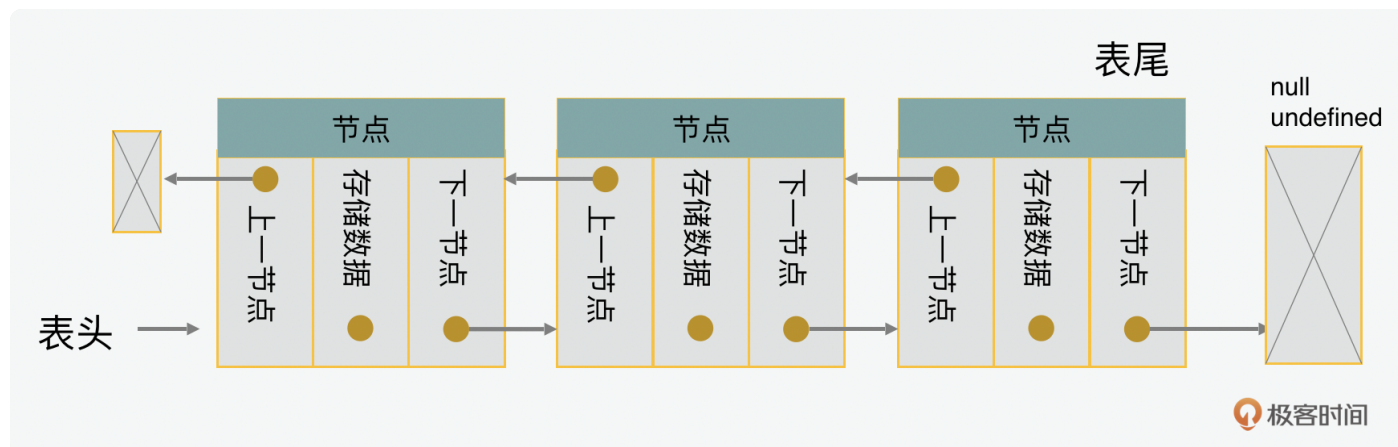 表尾
null
undefined
节点
节点
节点
上一节点
存储数据
下一节点
上一节点
存储数据
下一节点
上一节点
存储数据
下一节点
表头
极客时间